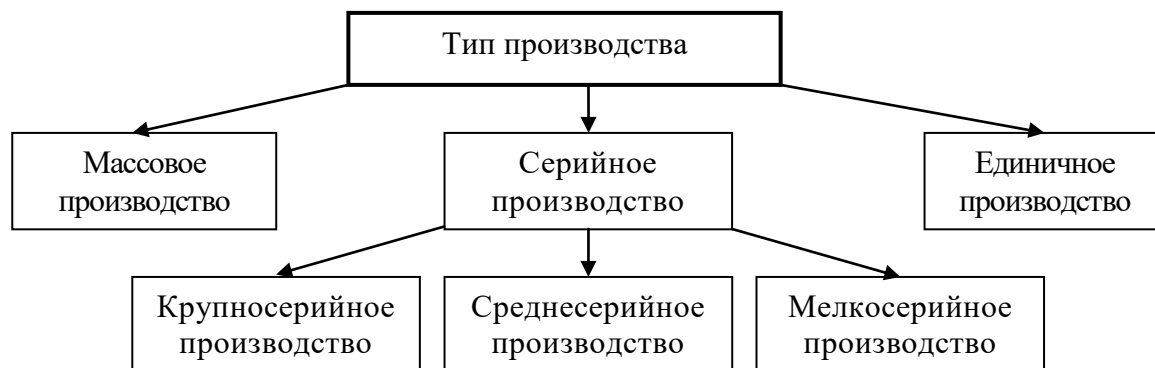 Тип производства
Массовое
производство
Серийное
производство
Единичное
производство
Крупносерийное
производство
Среднесерийное
производство
Мелкосерийное
производство